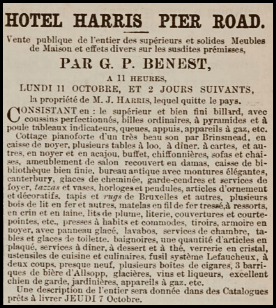 HOTEL HARRIS PIER ROAD.
Vente publique de l'entier des supérieurs et solides Meubles
de Maison et effets divers sur les susdites prémises,
PAR G. P. BENEST,
A 11 HEURES,
LUNDI 11 OCTOBRE, ET 2 JOURS SUIVANTS,
la propriété de M. J. HARRIS, lequel quitte le pays.
CONSISTANT en : le supérieur et bien fini billard, avec
coussins perfectionnés, billes ordinaires, à pyramides et à
poule tableaux indicateurs, queues, appuis, appareils à gaz, etc.
Cottage pianoforte d'un très beau son par Brinsmead, en
caisse de noyer, plusieurs tables à loo, à dîner, à cartes, et au-
tres, en noyer et en acajou, buffet, chiffonnières, sofas et chai-
ses, ameublement de salon recouvert en damas, caisse de bi-
bliothèque bien finie, bureau antique avec montures élégantes,
canterbury, glaces de cheminée, garde-cendres et services de
foyer, tazzas et vases, horloges et pendules, articles d'ornement
et décoratifs, tapis et rugs de Bruxelles et autres, plusieurs
bois de lit en fer et autres, matelas en fil de fer tressé à ressorts,
en crin et en laine, lits de plume, literie, couvertures et courte-
pointes, etc., presses à habits et commodes, tiroirs, armoire en
noyer, avec panneau glacé, lavabos, services de chambre, ta-
bles et glaces de toilette, baignoires, une quantité d'articles en
plaqué, services à dîner, à dessert et à thé, verrerie en cristal,
ustensiles de cuisine et culinaires, fusil système Lefaucheux, à
deux coups, presque neuf, plusieurs boîtes de cigares, 3 barri-
ques de bière d'Allsopp, glacières, vins et liqueurs, excellent
chien de garde, jardinières, appareils à gaz, etc.
Une description de l'entier sera donnée dans des Catalogues
prêts à livrer JEUDI 7 Octobre.